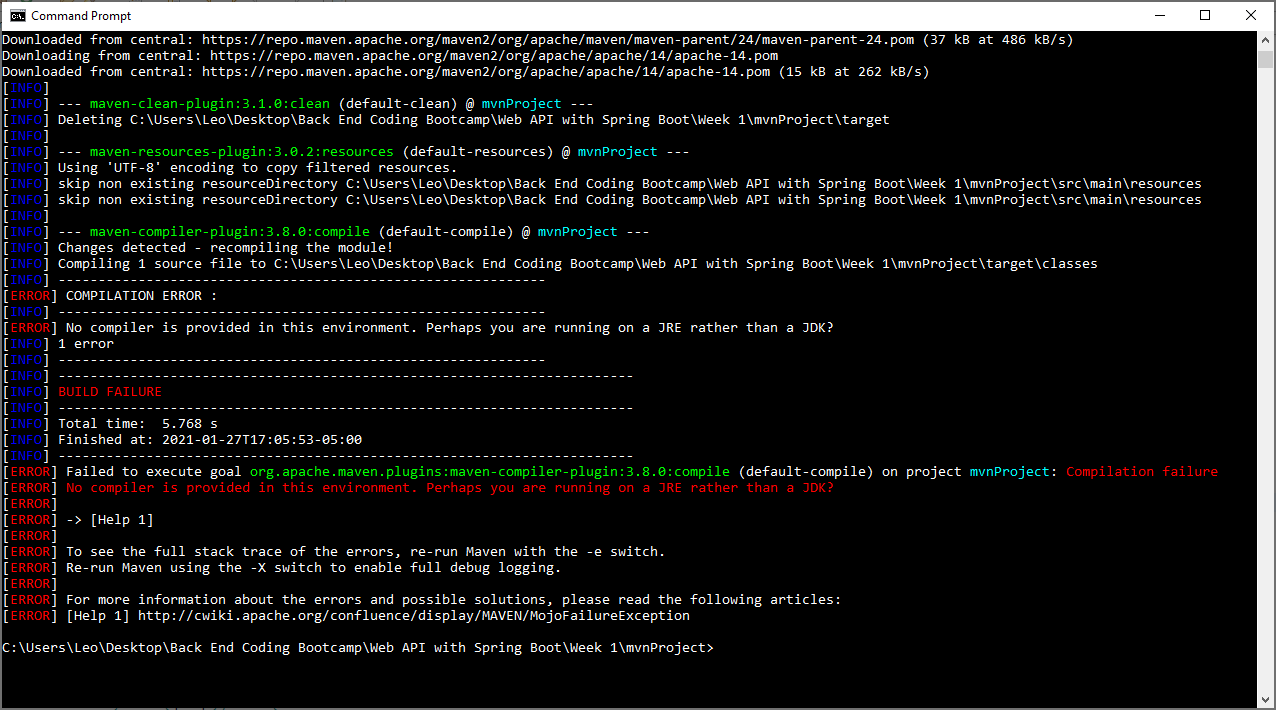 Command Prompt
Downloaded from central: https://repo.maven.apache.org/maven2/org/apache/maven/maven-parent/24/maven-parent-24.pom (37 kB at 486 kB/s)
Downloading from central: https://repo.maven.apache.org/maven2/org/apache/apache/14/apache-14.pom
Downloaded from central: https://repo.maven.apache.org/maven2/org/apache/apache/14/apache-14.pom (15 kB at 262 kB/s)
[INFO]
[INFO] --- maven-clean-plugin:3.1.0:clean (default-clean) @ mvnProject ---
[INFO] Deleting C:\Users\Leo\Desktop\Back End Coding Bootcamp\Web API with Spring Boot\Week 1\mvnProject\target
[INFO]
[INFO] --- maven-resources-plugin:3.0.2:resources (default-resources) @ mvnProject ---
[INFO] Using 'UTF-8' encoding to copy filtered resources.
[INFO] skip non existing resourceDirectory C:\Users\Leo\Desktop\Back End Coding Bootcamp\Web API with Spring Boot\Week 1\mvnProject\src\main\resources
[INFO] skip non existing resourceDirectory C:\Users\Leo\Desktop\Back End Coding Bootcamp\Web API with Spring Boot\Week 1\mvnProject\src\main\resources
[INFO]
[INFO] --- maven-compiler-plugin:3.8.0:compile (default-compile) @ mvnProject ---
[INFO] Changes detected - recompiling the module!
[INFO] Compiling 1 source file to C:\Users\Leo\Desktop\Back End Coding Bootcamp\Web API with Spring Boot\Week 1\mvnProject\target\classes
[INFO] -------------------------------------------------------------
[ERROR] COMPILATION ERROR :
[INFO] -------------------------------------------------------------
[ERROR] No compiler is provided in this environment. Perhaps you are running on a JRE rather than a JDK?
[INFO] 1 error
[INFO] -------------------------------------------------------------
[INFO] ------------------------------------------------------------------------
[INFO] BUILD FAILURE
[INFO] ------------------------------------------------------------------------
[INFO] Total time:  5.768 s
[INFO] Finished at: 2021-01-27T17:05:53-05:00
[INFO] ------------------------------------------------------------------------
[ERROR] Failed to execute goal org.apache.maven.plugins:maven-compiler-plugin:3.8.0:compile (default-compile) on project mvnProject: Compilation failure
[ERROR] No compiler is provided in this environment. Perhaps you are running on a JRE rather than a JDK?
[ERROR]
[ERROR] -> [Help 1]
[ERROR]
[ERROR] To see the full stack trace of the errors, re-run Maven with the -e switch.
[ERROR] Re-run Maven using the -X switch to enable full debug logging.
[ERROR]
[ERROR] For more information about the errors and possible solutions, please read the following articles:
[ERROR] [Help 1] http://cwiki.apache.org/confluence/display/MAVEN/MojoFailureException
C:\Users\Leo\Desktop\Back End Coding Bootcamp\Web API with Spring Boot\Week 1\mvnProject>